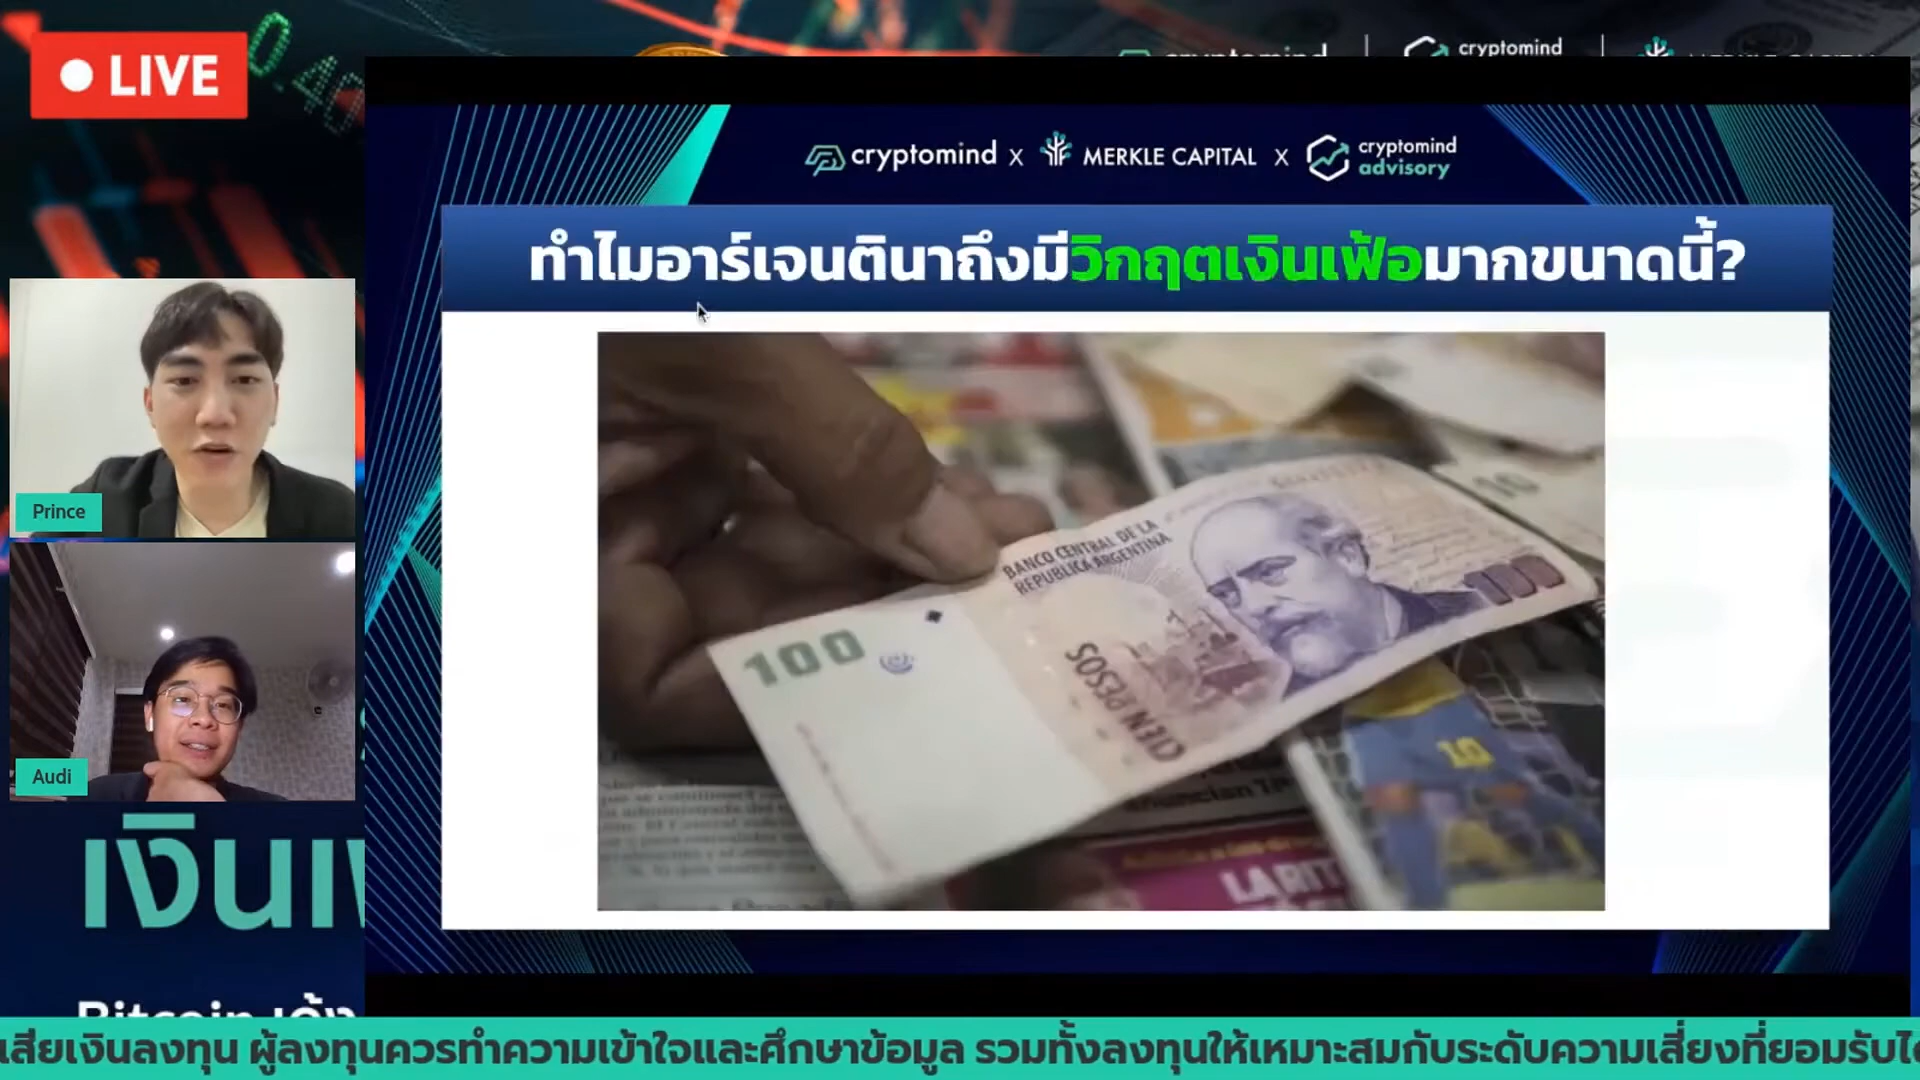 LIVE
cryptomind
cryptomind x MERKLE CAPITAL x cryptomind advisory
ทำไมอาร์เจนตินาถึงมีวิกฤตเงินเฟ้อมากขนาดนี้?
BANCO CENTRAL DE LA
REPUBLICA ARGENTINA
100
100
CIEN PESOS
10
10
Prince
Audi
Bitcoin
เสียเงินลงทุน ผู้ลงทุนควรทำความเข้าใจและศึกษาข้อมูล รวมทั้งลงทุนให้เหมาะสมกับระดับความเสี่ยงที่ยอมรับได้